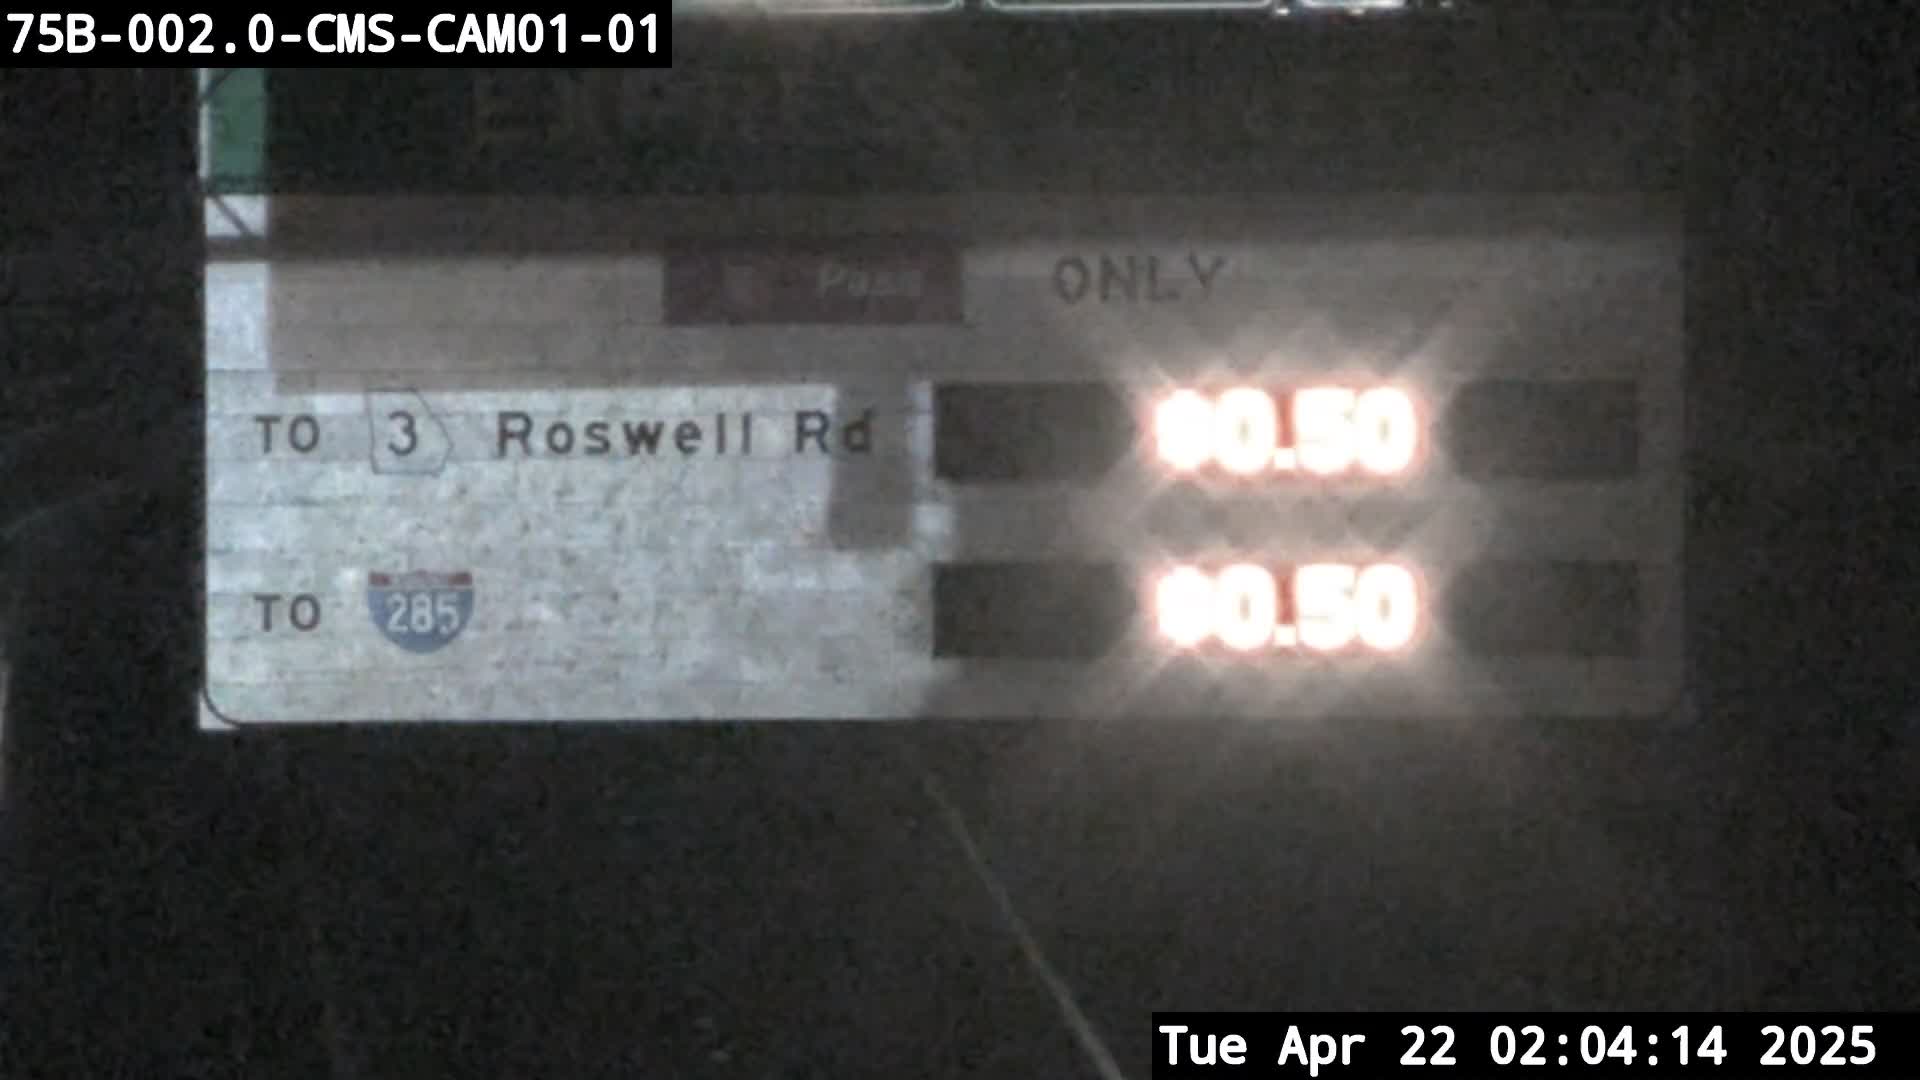 75B-002.0-CMS-CAM01-01
Pass ONLY
TO 3 Roswell Rd $0.50
TO 285 $0.50
Tue Apr 22 02:04:14 2025